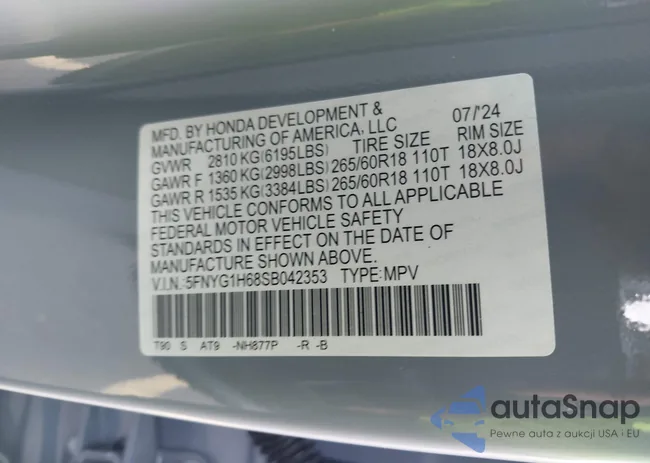 MFD. BY HONDA DEVELOPMENT & 07/'24
MANUFACTURING OF AMERICA, LLC
GVWR 2810 KG(6195LBS) TIRE SIZE RIM SIZE
GAWR F 1360 KG(2998LBS) 265/60R18 110T 18X8.0J
GAWR R 1535 KG(3384LBS) 265/60R18 110T 18X8.0J
THIS VEHICLE CONFORMS TO ALL APPLICABLE
FEDERAL MOTOR VEHICLE SAFETY
STANDARDS IN EFFECT ON THE DATE OF
MANUFACTURE SHOWN ABOVE.
V.I.N.:5FNYG1H68SB042353 TYPE:MPV
T90 S AT9 -NH877P -R -B
autaSnap
Pewne auta z aukcji USA i EU